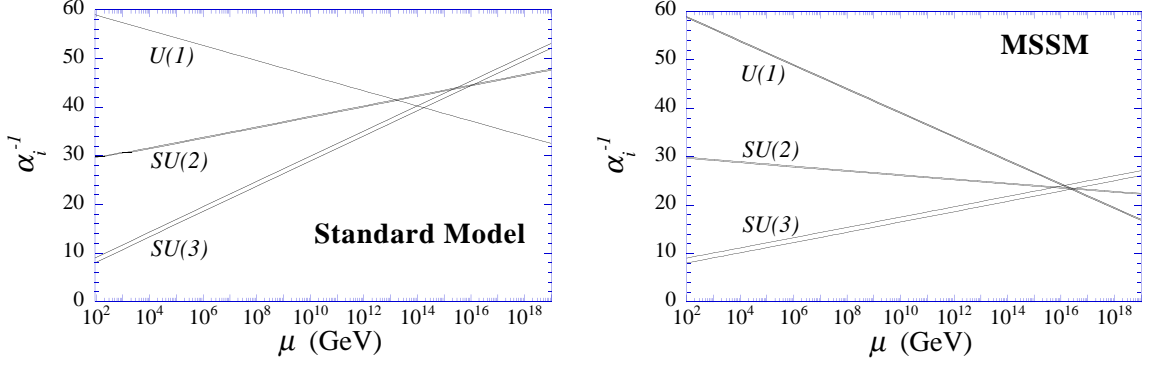 60
50
40
30
20
10
0
α_i^-1
U(1)
SU(2)
SU(3)
Standard Model
10^2 10^4 10^6 10^8 10^10 10^12 10^14 10^16 10^18
μ (GeV)
60
50
40
30
20
10
0
α_i^-1
MSSM
U(1)
SU(2)
SU(3)
10^2 10^4 10^6 10^8 10^10 10^12 10^14 10^16 10^18
μ (GeV)